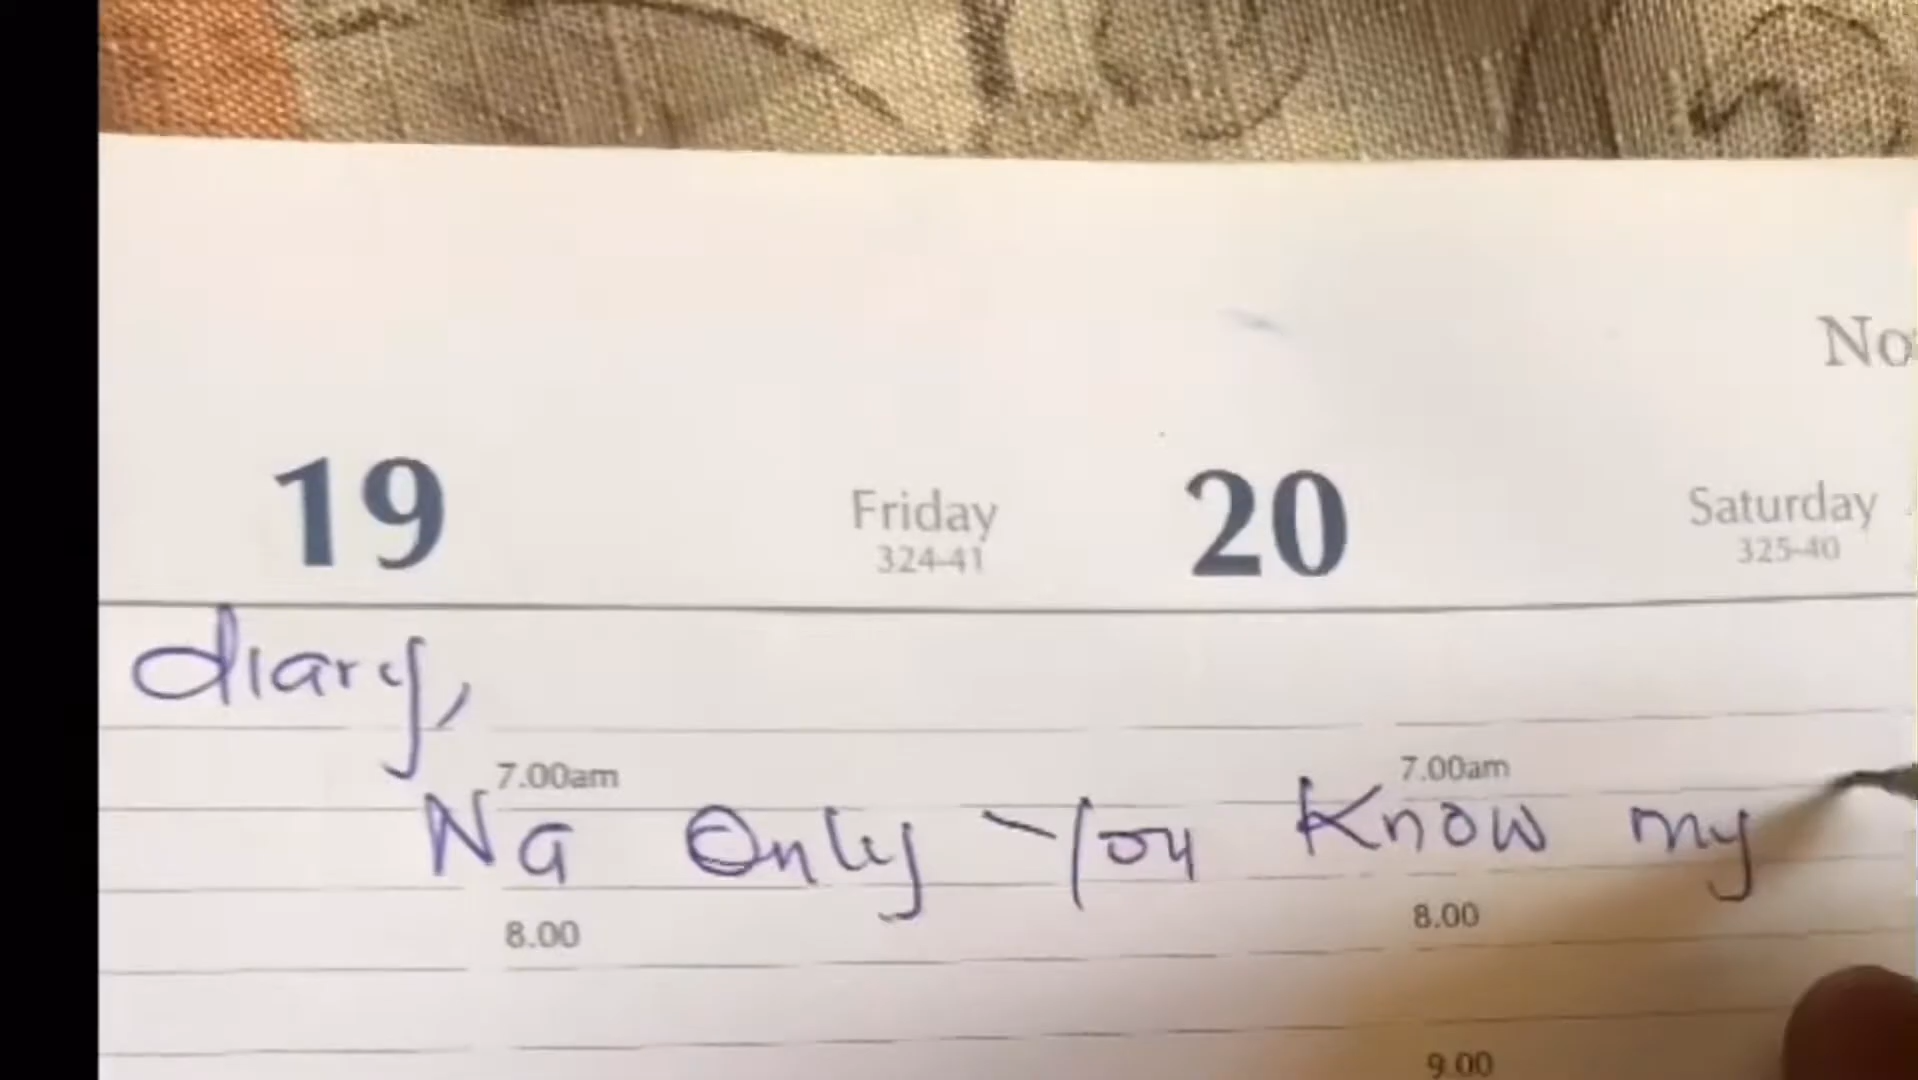 No
19 Friday 20 Saturday
324-41 325-40
diary,
7.00am 7.00am
Na Only You Know my
8.00 8.00
9.00